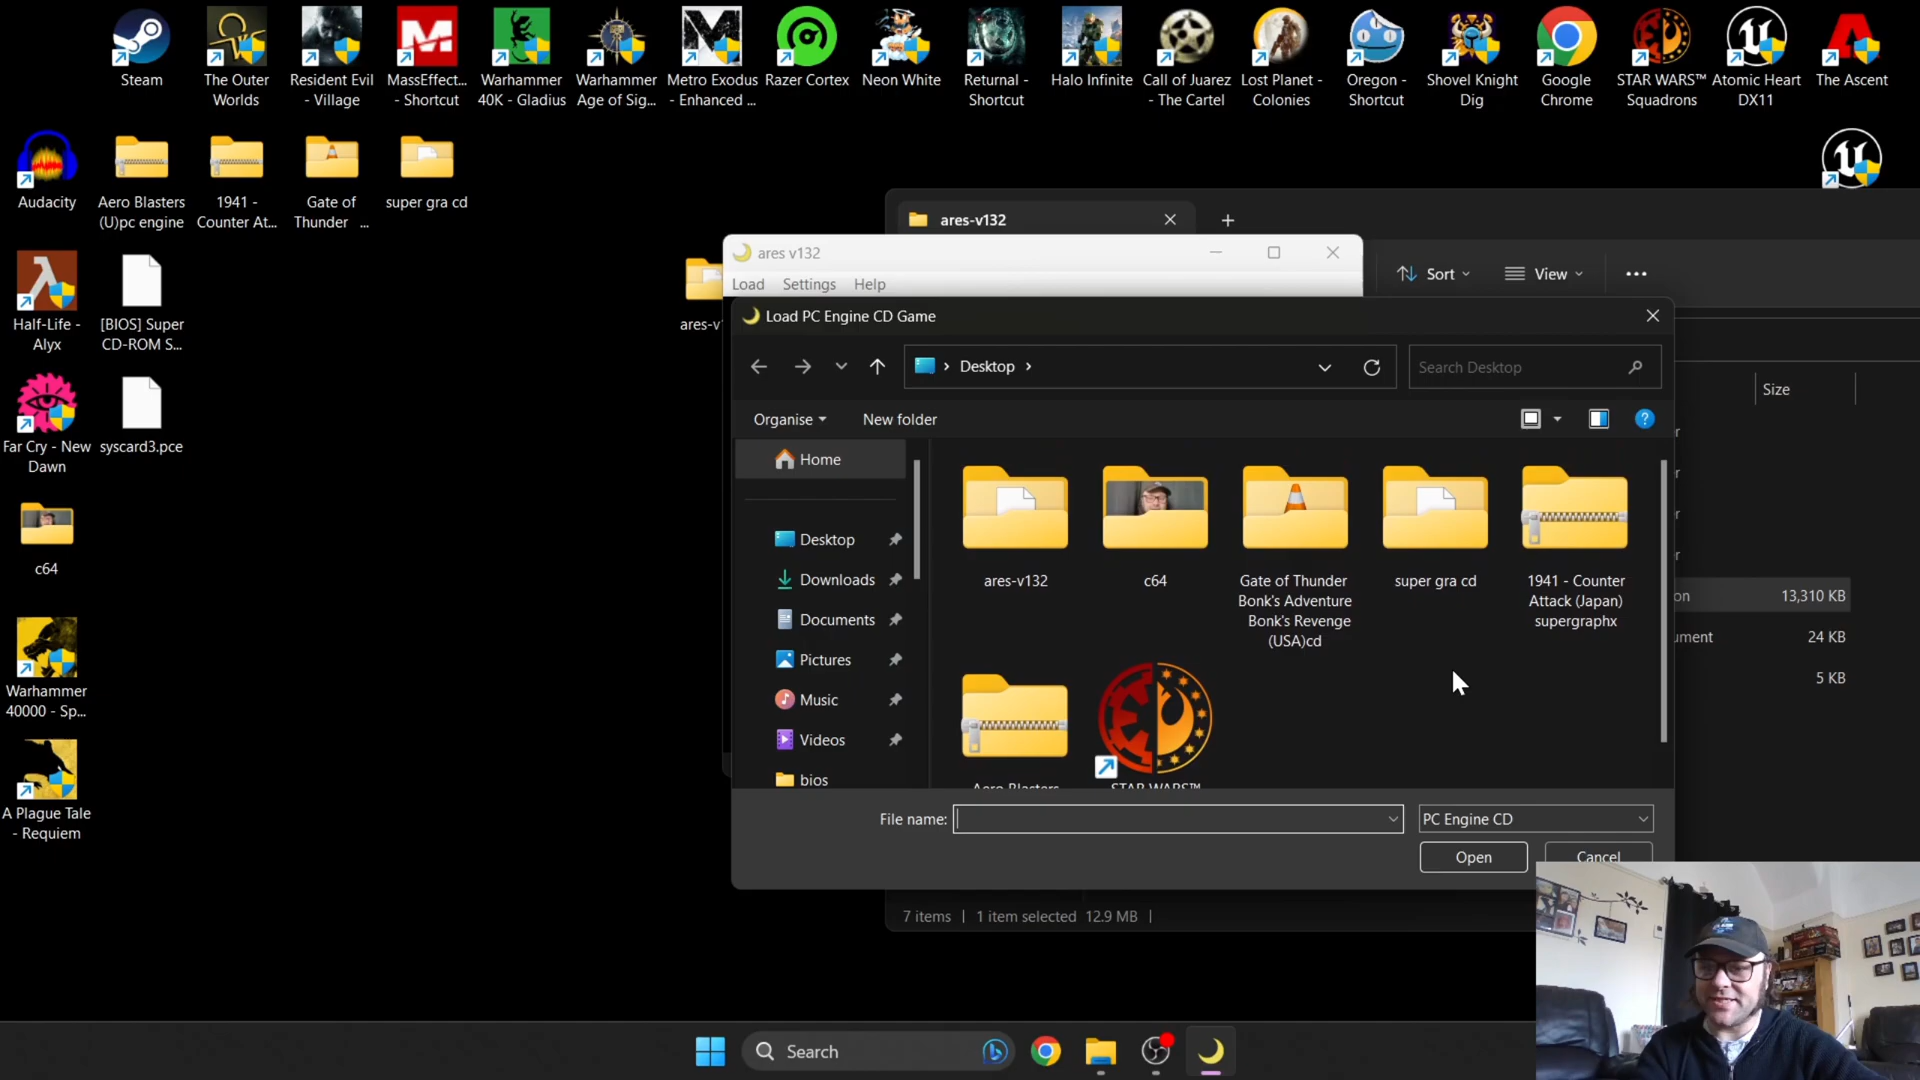 Steam
The Outer
Worlds
Resident Evil
- Village
MassEffect...
- Shortcut
Warhammer
40K - Gladius
Warhammer
Age of Sig...
Metro Exodus
- Enhanced ...
Razer Cortex
Neon White
Returnal -
Shortcut
Halo Infinite
Call of Juarez
- The Cartel
Lost Planet -
Colonies
Oregon -
Shortcut
Shovel Knight
Dig
Google
Chrome
STAR WARS™
Squadrons
Atomic Heart
DX11
The Ascent
Audacity
Aero Blasters
(U)pc engine
1941 -
Counter At...
Gate of
Thunder ...
super gra cd
Half-Life -
Alyx
[BIOS] Super
CD-ROM S...
Far Cry - New
Dawn
syscard3.pce
c64
Warhammer
40000 - Sp...
A Plague Tale
- Requiem
ares-v1
ares-v132
Sort
View
Size
on 13,310 KB
ument 24 KB
5 KB
7 items | 1 item selected 12.9 MB |
ares v132
Load Settings Help
Load PC Engine CD Game
Desktop
Search Desktop
Organise New folder
Home
Desktop
Downloads
Documents
Pictures
Music
Videos
bios
ares-v132
c64
Gate of Thunder
Bonk's Adventure
Bonk's Revenge
(USA)cd
super gra cd
1941 - Counter
Attack (Japan)
supergraphx
Aero Blasters
STAR WARS™
File name:
PC Engine CD
Open
Cancel
Search